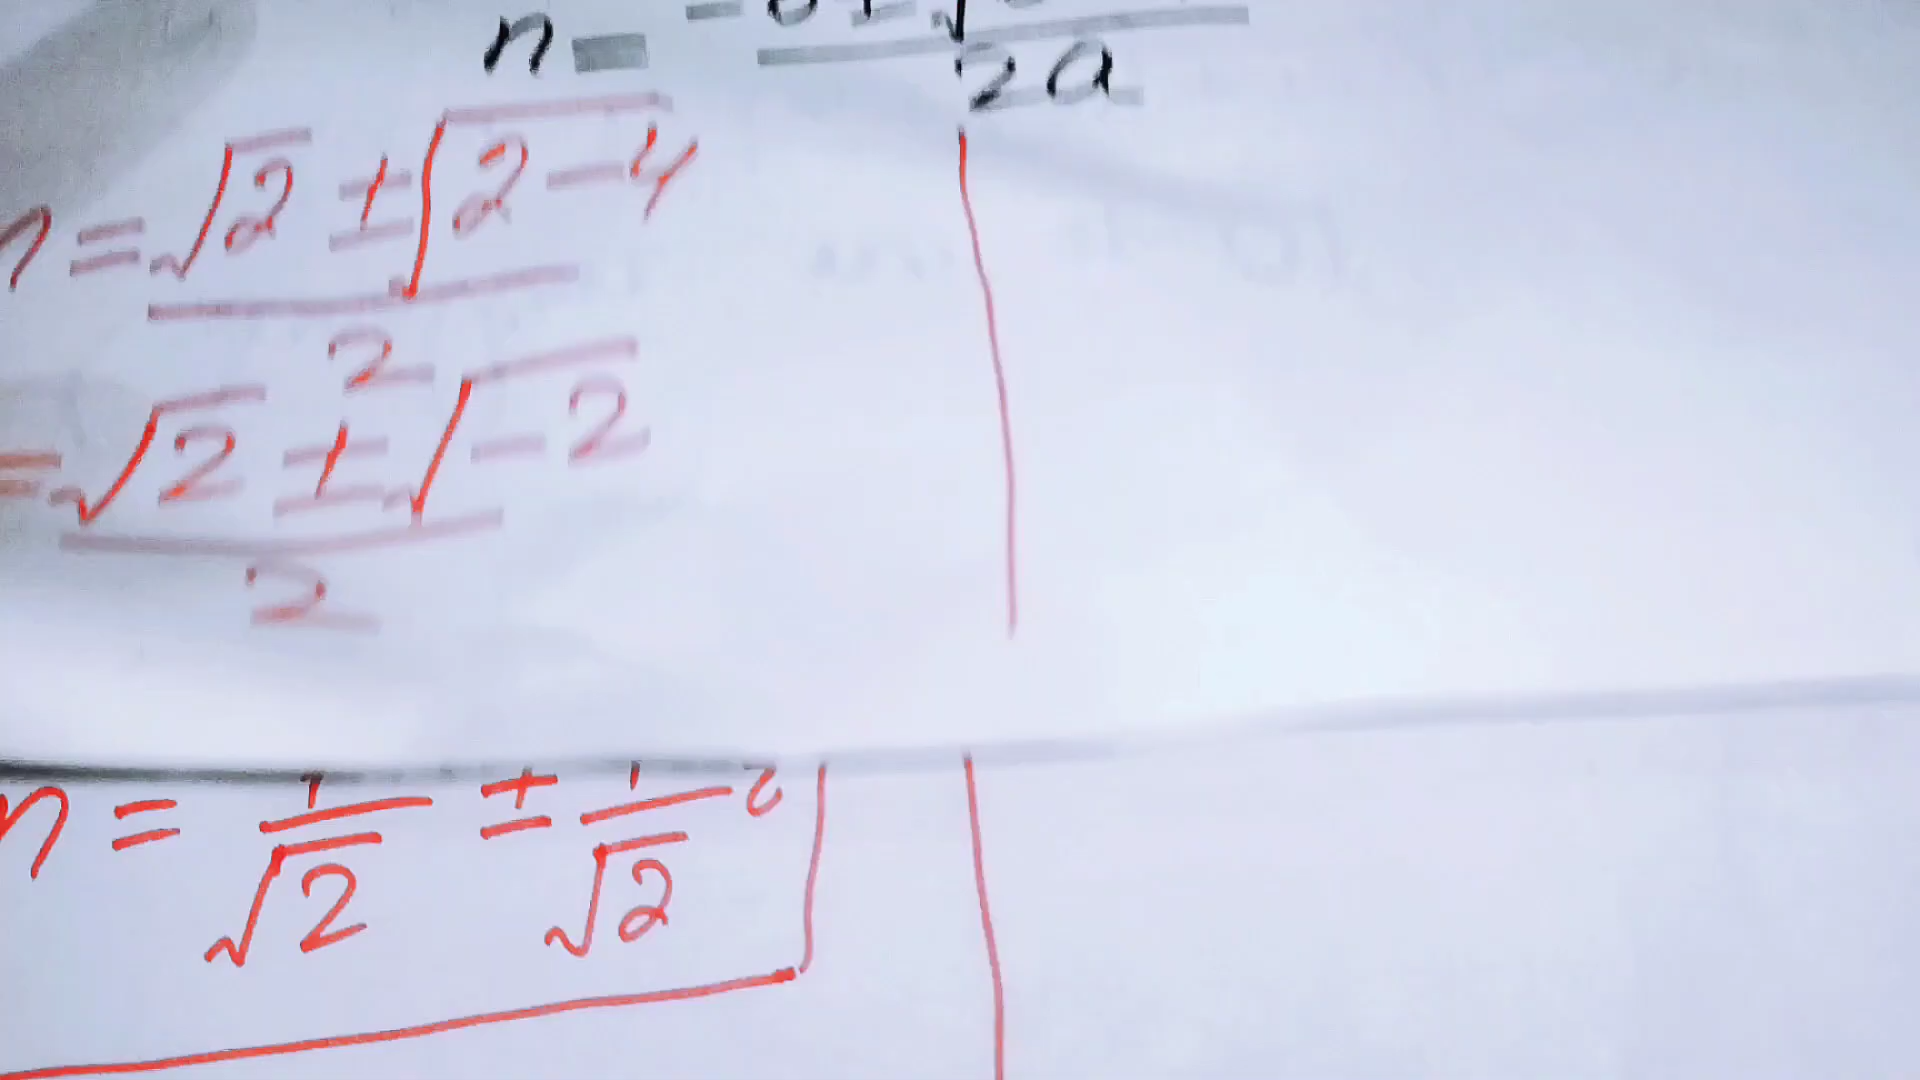 n =
2a
n = √2 ± √2-4
2
= √2 ± √-2
2
n = 1/√2 ± 1/√2